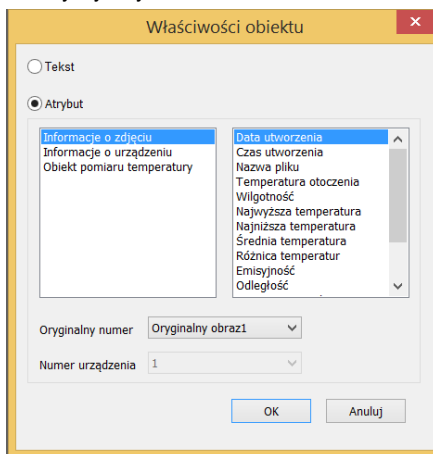 Właściwości obiektu
Tekst
Atrybut
Informacje o zdjęciu
Informacje o urządzeniu
Obiekt pomiaru temperatury
Data utworzenia
Czas utworzenia
Nazwa pliku
Temperatura otoczenia
Wilgotność
Najwyższa temperatura
Najniższa temperatura
Średnia temperatura
Różnica temperatur
Emisyjność
Odległość
Oryginalny numer Oryginalny obraz1
Numer urządzenia 1
OK Anuluj